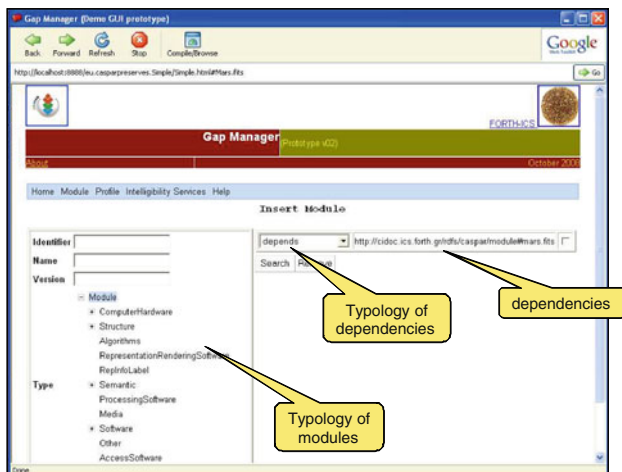 Gap Manager (Demo GUI prototype)
Back Forward Refresh Stop Compile/Browse
Google
http://localhost:8888/eu.casparpreserves.Simple/Simple.html#Mars.fits
Go
FORTH-ICS
Gap Manager (Prototype v02)
About
October 2008
Home Module Profile Intelligibility Services Help
Insert Module
Identifier
Name
Version
depends
http://cidoc.ics.forth.gr/rdfs/caspar/module#mars.fits
Search
Typology of
dependencies
dependencies
Module
ComputerHardware
Structure
Algorithms
RepresentationRenderingSoftware
RepInfoLabel
Type
Semantic
ProcessingSoftware
Media
Software
Other
AccessSoftware
Typology of
modules
Done